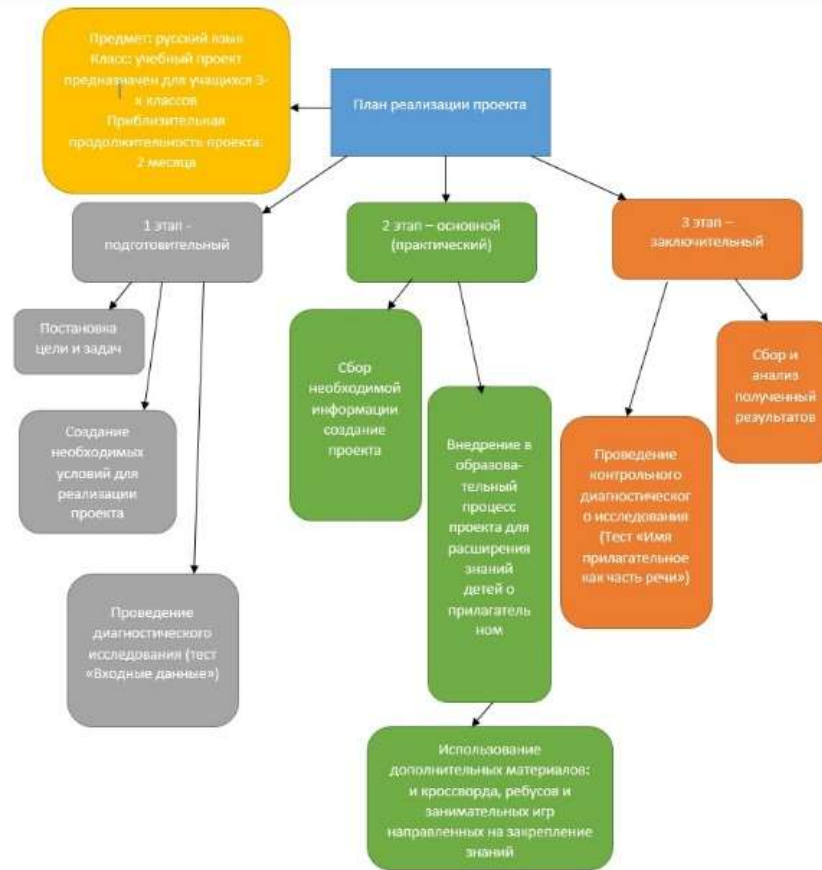 Предмет: русский язык
Класс: учебный проект
предназначен для учащихся 3-
х классов
Приблизительная
продолжительность проекта:
2 месяца
План реализации проекта
1 этап -
подготовительный
2 этап – основной
(практический)
3 этап –
заключительный
Постановка
цели и задач
Создание
необходимых
условий для
реализации
проекта
Проведение
диагностического
исследования (тест
«Входные данные»)
Сбор
необходимой
информации
создание
проекта
Внедрение в
образова-
тельный
процесс
проекта для
расширения
знаний
детей о
прилагатель
ном
Использование
дополнительных материалов:
и кроссворда, ребусов и
занимательных игр
направленных на закрепление
знаний
Проведение
контрольного
диагностическог
о исследования
(Тест «Имя
прилагательное
как часть речи»)
Сбор и
анализ
полученный
результатов